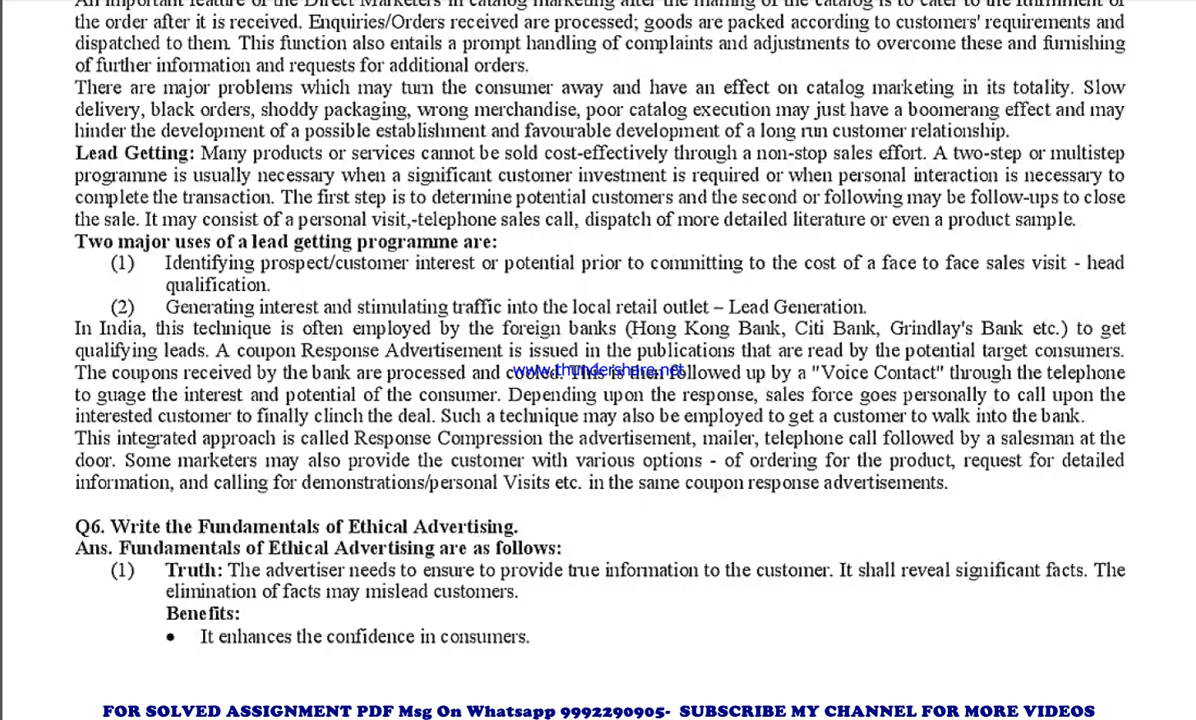 An important feature of the Direct Marketers in catalog marketing after the mailing of the catalog is to cater to the fulfilment of
the order after it is received. Enquiries/Orders received are processed; goods are packed according to customers' requirements and
dispatched to them. This function also entails a prompt handling of complaints and adjustments to overcome these and furnishing
of further information and requests for additional orders.
There are major problems which may turn the consumer away and have an effect on catalog marketing in its totality. Slow
delivery, black orders, shoddy packaging, wrong merchandise, poor catalog execution may just have a boomerang effect and may
hinder the development of a possible establishment and favourable development of a long run customer relationship.
Lead Getting: Many products or services cannot be sold cost-effectively through a non-stop sales effort. A two-step or multistep
programme is usually necessary when a significant customer investment is required or when personal interaction is necessary to
complete the transaction. The first step is to determine potential customers and the second or following may be follow-ups to close
the sale. It may consist of a personal visit,-telephone sales call, dispatch of more detailed literature or even a product sample.
Two major uses of a lead getting programme are:
(1) Identifying prospect/customer interest or potential prior to committing to the cost of a face to face sales visit - head
qualification.
(2) Generating interest and stimulating traffic into the local retail outlet – Lead Generation.
In India, this technique is often employed by the foreign banks (Hong Kong Bank, Citi Bank, Grindlay's Bank etc.) to get
qualifying leads. A coupon Response Advertisement is issued in the publications that are read by the potential target consumers.
The coupons received by the bank are processed and This is then followed up by a "Voice Contact" through the telephone
www.thundershare.net
to guage the interest and potential of the consumer. Depending upon the response, sales force goes personally to call upon the
interested customer to finally clinch the deal. Such a technique may also be employed to get a customer to walk into the bank.
This integrated approach is called Response Compression the advertisement, mailer, telephone call followed by a salesman at the
door. Some marketers may also provide the customer with various options - of ordering for the product, request for detailed
information, and calling for demonstrations/personal Visits etc. in the same coupon response advertisements.
Q6. Write the Fundamentals of Ethical Advertising.
Ans. Fundamentals of Ethical Advertising are as follows:
(1) Truth: The advertiser needs to ensure to provide true information to the customer. It shall reveal significant facts. The
elimination of facts may mislead customers.
Benefits:
• It enhances the confidence in consumers.
FOR SOLVED ASSIGNMENT PDF Msg On Whatsapp 9992290905- SUBSCRIBE MY CHANNEL FOR MORE VIDEOS